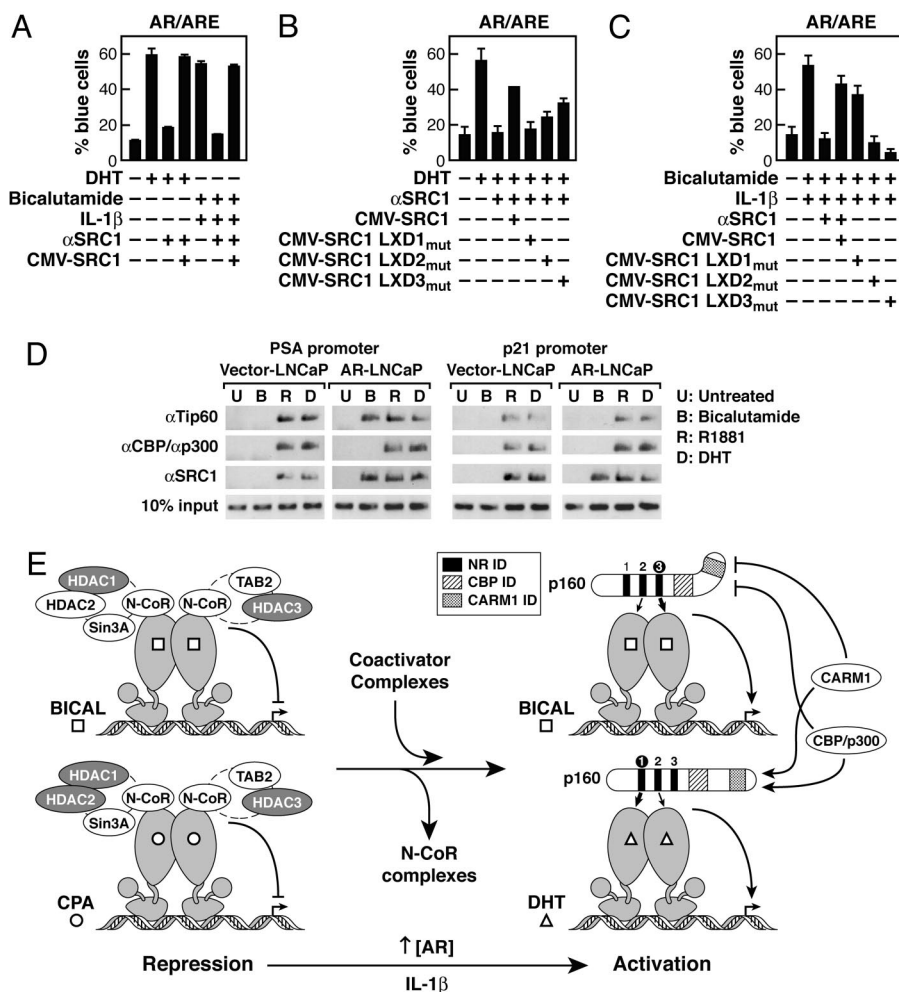 A
AR/ARE
% blue cells
60
40
20
0
DHT − + + + − − −
Bicalutamide − − − − + + +
IL-1β − − − − + + +
αSRC1 − − + + − + +
CMV-SRC1 − − − + − − +
B
AR/ARE
% blue cells
60
40
20
0
DHT − + + + + + +
αSRC1 − − + + + + +
CMV-SRC1 − − − + − − −
CMV-SRC1 LXD1mut − − − − + − −
CMV-SRC1 LXD2mut − − − − − + −
CMV-SRC1 LXD3mut − − − − − − +
C
AR/ARE
% blue cells
60
40
20
0
Bicalutamide − + + + + + +
IL-1β − + + + + + +
αSRC1 − − + + + + +
CMV-SRC1 − − − + − − −
CMV-SRC1 LXD1mut − − − − + − −
CMV-SRC1 LXD2mut − − − − − + −
CMV-SRC1 LXD3mut − − − − − − +
D
PSA promoter
Vector-LNCaP AR-LNCaP
U B R D U B R D
p21 promoter
Vector-LNCaP AR-LNCaP
U B R D U B R D
αTip60
αCBP/αp300
αSRC1
10% input
U: Untreated
B: Bicalutamide
R: R1881
D: DHT
E
HDAC1
HDAC2
Sin3A
N-CoR
N-CoR
TAB2
HDAC3
BICAL
HDAC1
HDAC2
Sin3A
N-CoR
N-CoR
TAB2
HDAC3
CPA
Coactivator
Complexes
N-CoR
complexes
NR ID
CBP ID
CARM1 ID
p160
1 2 3
BICAL
CARM1
CBP/p300
p160
1 2 3
DHT
Repression
↑ [AR]
IL-1β
Activation